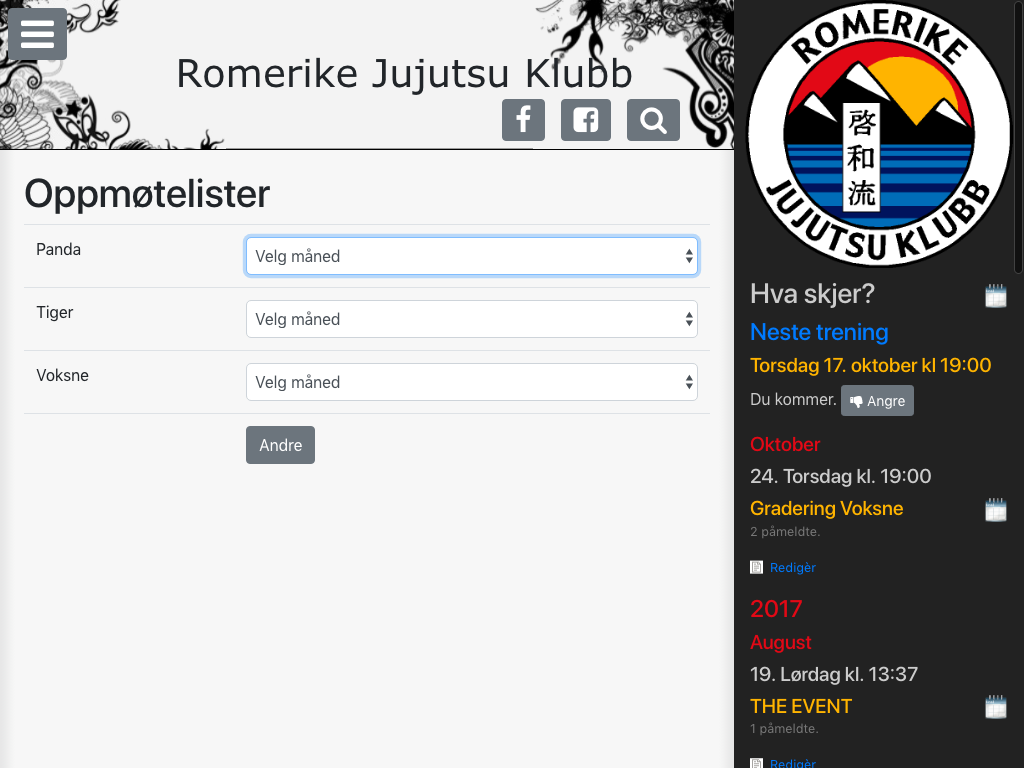 Romerike Jujutsu Klubb
Oppmøtelister
Panda
Velg måned
Tiger
Velg måned
Voksne
Velg måned
Andre
ROMERIKE
啓和流
JUJUTSU KLUBB
Hva skjer?
Neste trening
Torsdag 17. oktober kl 19:00
Du kommer. Angre
Oktober
24. Torsdag kl. 19:00
Gradering Voksne
2 påmeldte.
Redigèr
2017
August
19. Lørdag kl. 13:37
THE EVENT
1 påmeldte.
Redigèr